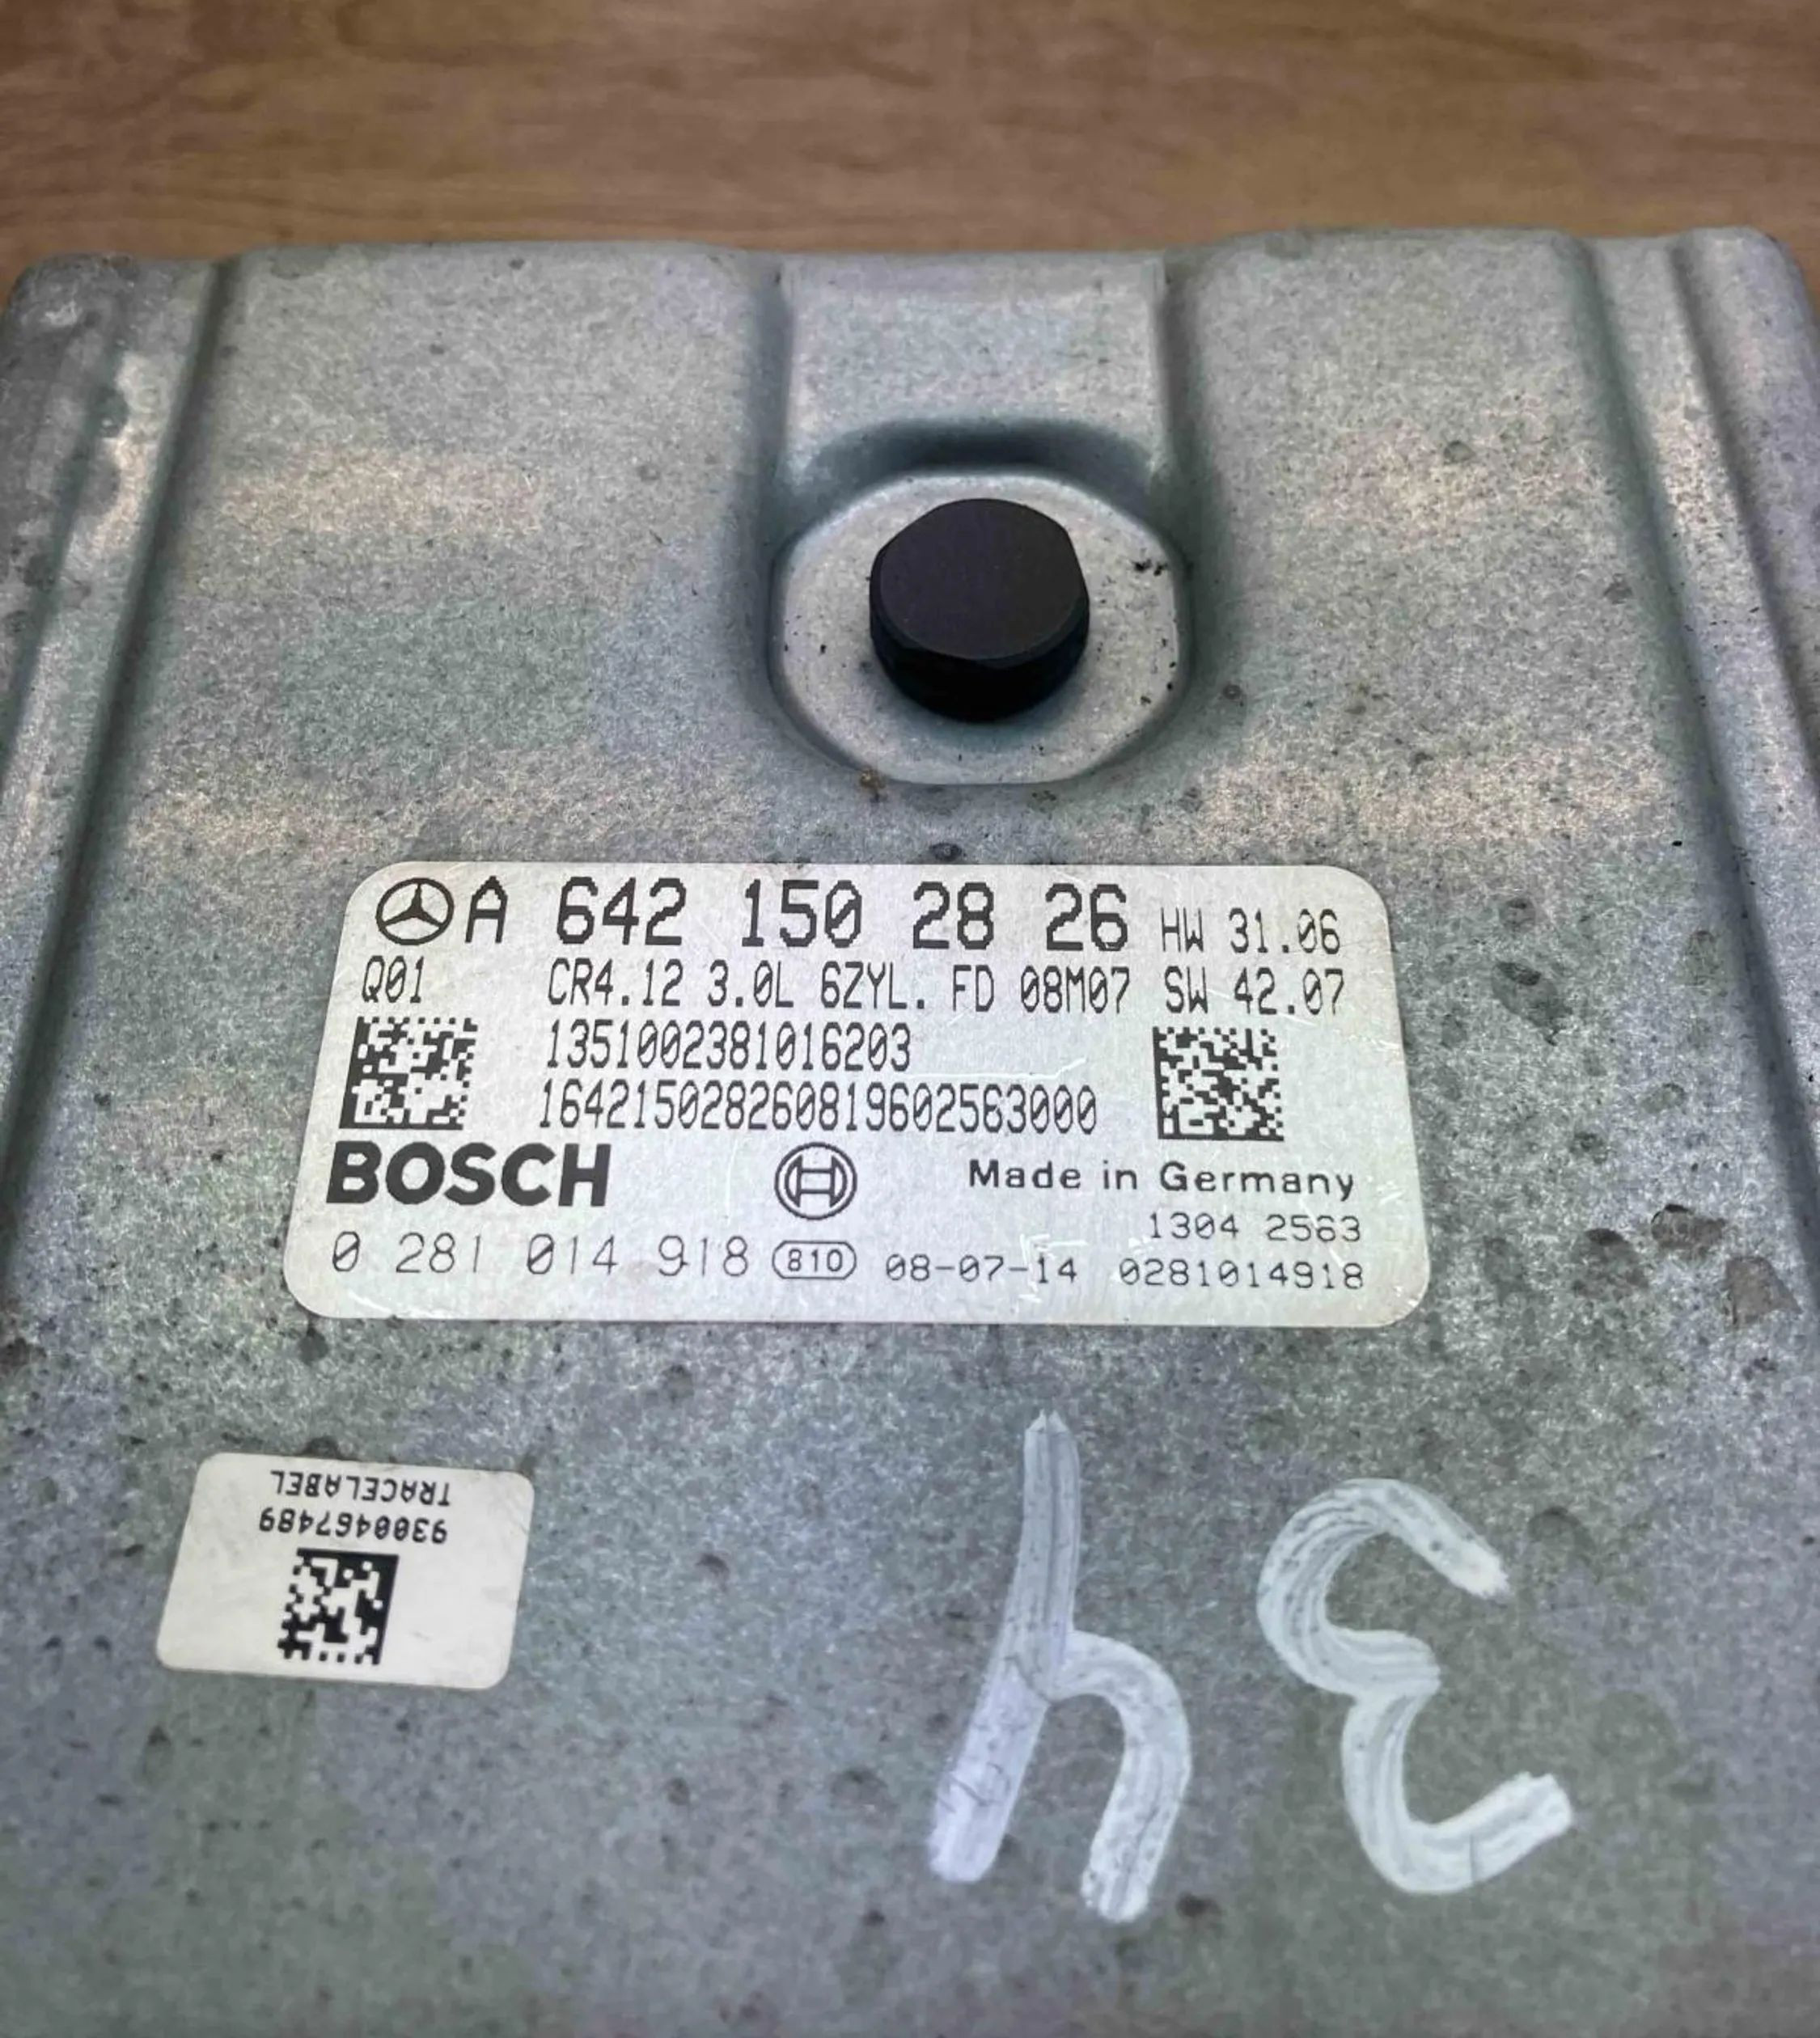 A 642 150 28 26 HW 31.06
Q01 CR4.12 3.0L 6ZYL. FD 08M07 SW 42.07
1351002381016203
164215028260819602563000
BOSCH Made in Germany
1304 2563
0 281 014 918 810 08-07-14 0281014918
TRACELABEL
9300467489
34